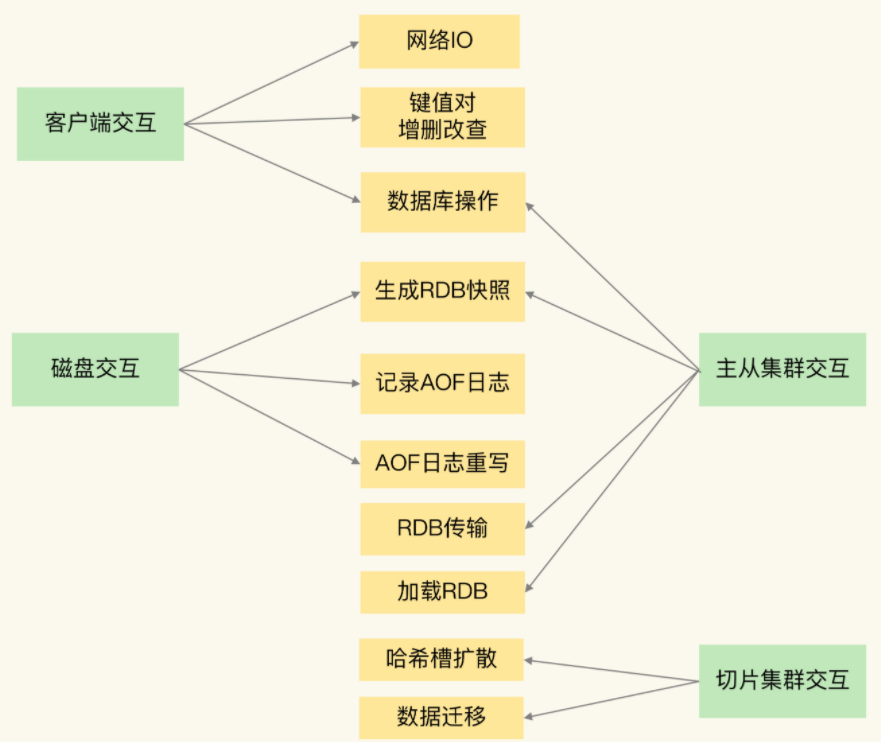 网络IO
键值对
增删改查
客户端交互
数据库操作
生成RDB快照
磁盘交互
记录AOF日志
主从集群交互
AOF日志重写
RDB传输
加载RDB
哈希槽扩散
切片集群交互
数据迁移